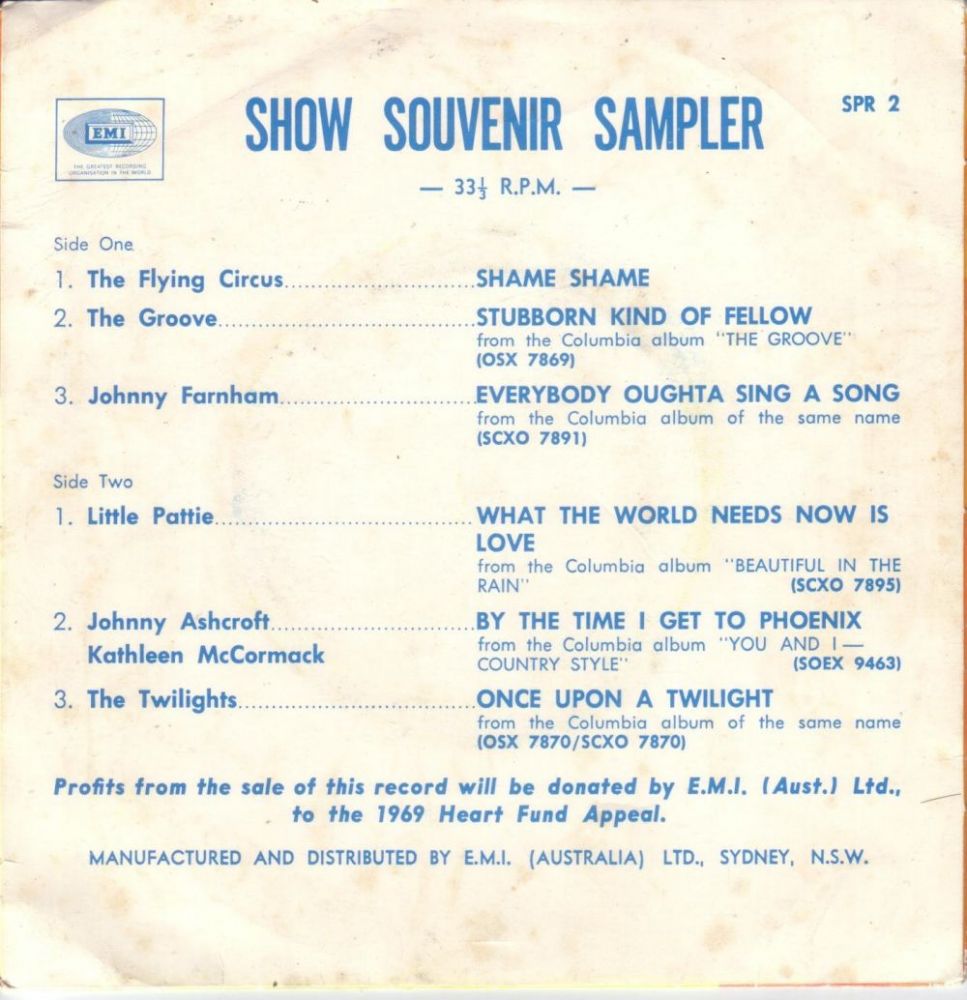 EMI
THE GREATEST RECORDING
ORGANISATION IN THE WORLD
SHOW SOUVENIR SAMPLER
SPR 2
— 33⅓ R.P.M. —
Side One
1. The Flying Circus..............................SHAME SHAME
2. The Groove..............................STUBBORN KIND OF FELLOW
from the Columbia album "THE GROOVE"
(OSX 7869)
3. Johnny Farnham..............................EVERYBODY OUGHTA SING A SONG
from the Columbia album of the same name
(SCXO 7891)
Side Two
1. Little Pattie..............................WHAT THE WORLD NEEDS NOW IS
LOVE
from the Columbia album "BEAUTIFUL IN THE
RAIN" (SCXO 7895)
2. Johnny Ashcroft..............................BY THE TIME I GET TO PHOENIX
Kathleen McCormack from the Columbia album "YOU AND I —
COUNTRY STYLE" (SOEX 9463)
3. The Twilights..............................ONCE UPON A TWILIGHT
from the Columbia album of the same name
(OSX 7870/SCXO 7870)
Profits from the sale of this record will be donated by E.M.I. (Aust.) Ltd.,
to the 1969 Heart Fund Appeal.
MANUFACTURED AND DISTRIBUTED BY E.M.I. (AUSTRALIA) LTD., SYDNEY, N.S.W.